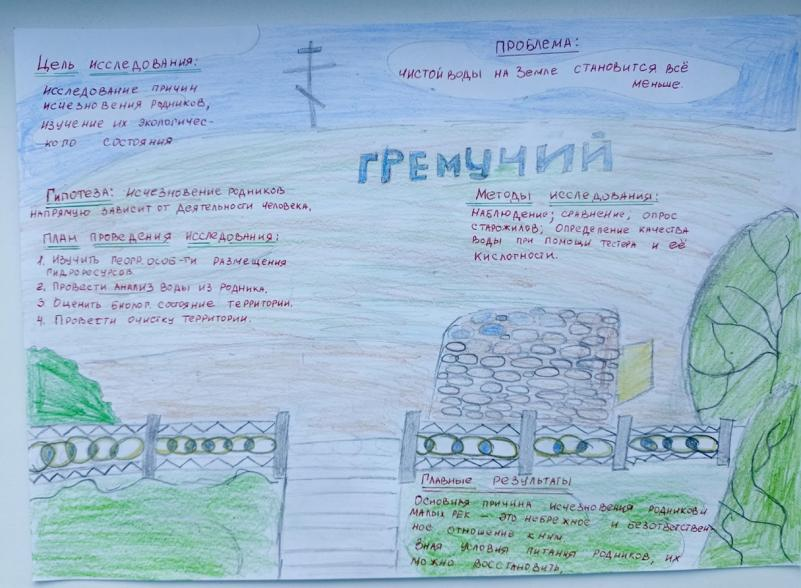 Цель исследования:
Исследование причин
исчезновения родников,
изучение их экологичес-
кого состояния
ПРОБЛЕМА:
чистой воды на Земле становится всё
меньше.
ГРЕМУЧИЙ
Гипотеза: исчезновение родников
напрямую зависит от деятельности человека.
План проведения исследования:
1. Изучить геогр. особ-ти размещения
гидроресурсов.
2. Провести анализ воды из родника.
3. Оценить биолог. состояние территории.
4. Провести очистку территории.
Методы исследования:
Наблюдение; сравнение; опрос
старожилов; определение качества
воды при помощи тестера и её
кислотности.
Главные результаты
Основная причина исчезновения родников и
малых рек – это небрежное и безответствен
ное отношение к ним.
Зная условия питания родников, их
можно восстановить.